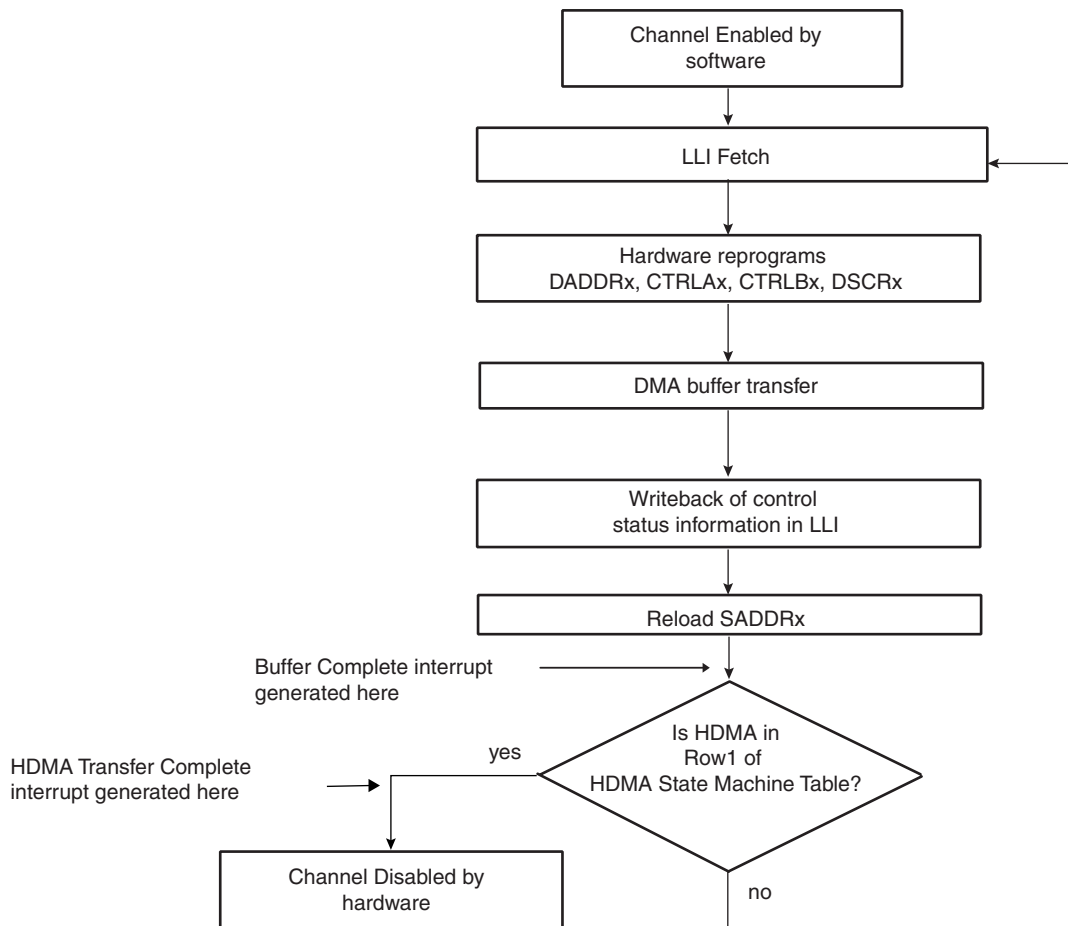 Channel Enabled by
software
LLI Fetch
Hardware reprograms
DADDRx, CTRLAx, CTRLBx, DSCRx
DMA buffer transfer
Writeback of control
status information in LLI
Reload SADDRx
Buffer Complete interrupt
generated here
Is HDMA in
Row1 of
HDMA State Machine Table?
yes
HDMA Transfer Complete
interrupt generated here
Channel Disabled by
hardware
no